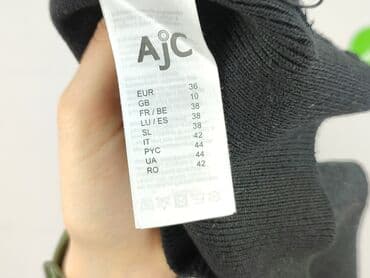 AjC
EUR 36
GB 10
FR / BE 38
LU / ES 38
SL 38
IT 42
PYC 44
UA 44
RO 42